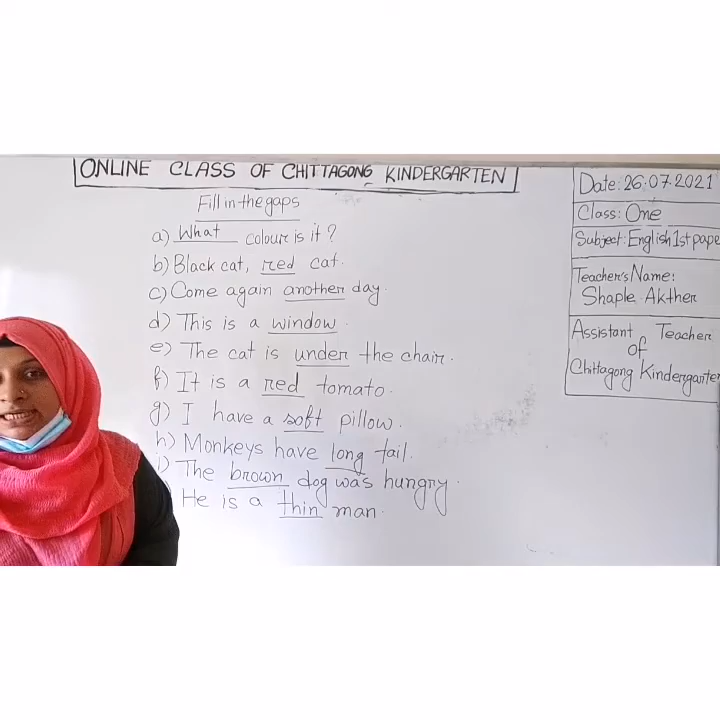 ONLINE CLASS OF CHITTAGONG KINDERGARTEN
Fill in the gaps
a) What colour is it?
b) Black cat, red cat.
c) Come again another day.
d) This is a window.
e) The cat is under the chair.
f) It is a red tomato.
g) I have a soft pillow.
h) Monkeys have long tail.
i) The brown dog was hungry.
He is a thin man.
Date: 26.07.2021
Class: One
Subject: English 1st pape
Teacher's Name:
Shaple Akther
Assistant Teacher
Of
Chittagong Kindergarten